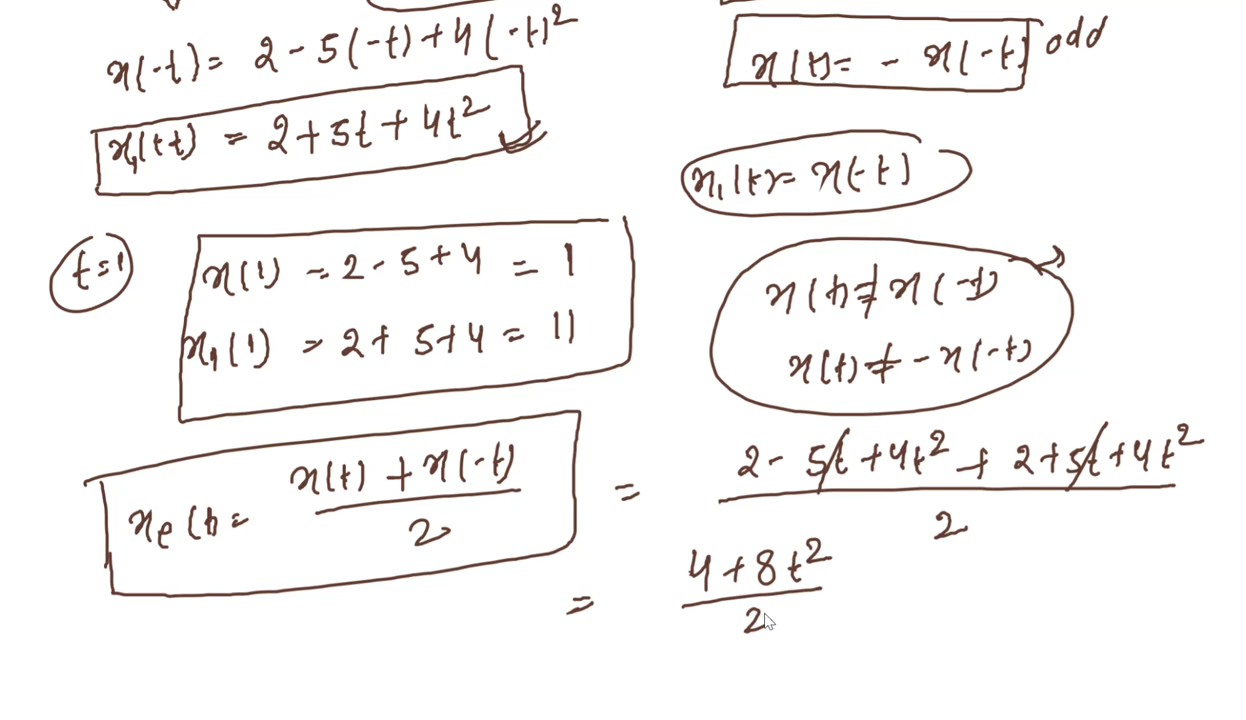 x(-t) = 2 - 5(-t) + 4(-t)²
x₁(+t) = 2 + 5t + 4t²
x(t) = - x(-t) odd
x₁(t) = x(-t)
t=1
x(1) = 2 - 5 + 4 = 1
x₁(1) = 2 + 5 + 4 = 11
x(t) ≠ x(-t)
x(t) ≠ - x(-t)
xe(t) = (x(t) + x(-t))/2 = (2 - 5t + 4t² + 2 + 5t + 4t²)/2
= (4 + 8t²)/2